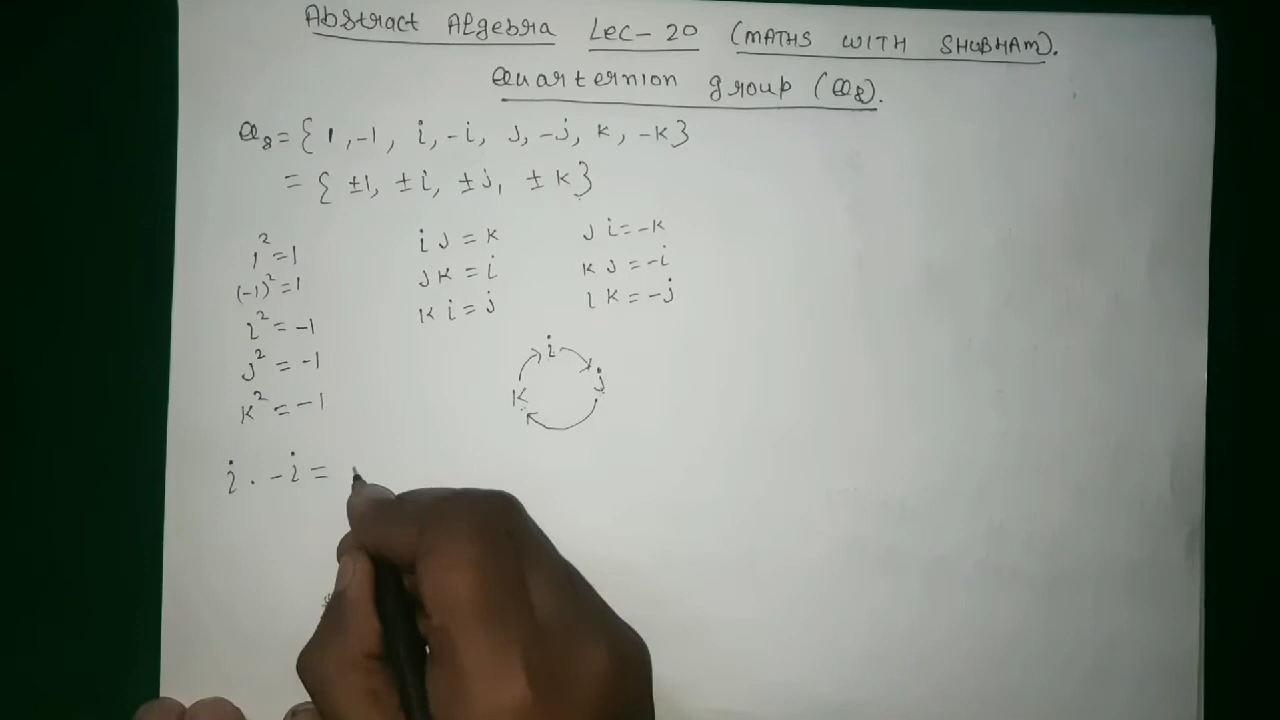 Abstract Algebra Lec-20 (MATHS WITH SHUBHAM).
Quarternion group (Q₈).
Q₈ = { 1, -1, i, -i, j, -j, k, -k}
= { ±1, ±i, ±j, ±k}
1² = 1
(-1)² = 1
i² = -1
j² = -1
k² = -1
ij = k
jk = i
ki = j
ji = -k
kj = -i
ik = -j
i
j
k
i . -i =